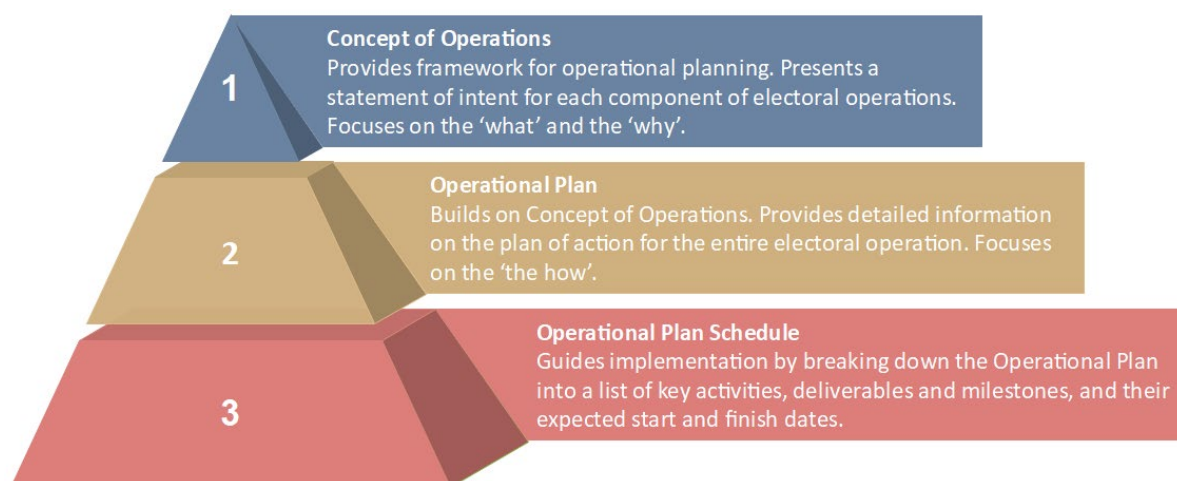 1
Concept of Operations
Provides framework for operational planning. Presents a
statement of intent for each component of electoral operations.
Focuses on the ‘what’ and the ‘why’.
2
Operational Plan
Builds on Concept of Operations. Provides detailed information
on the plan of action for the entire electoral operation. Focuses
on the ‘the how’.
3
Operational Plan Schedule
Guides implementation by breaking down the Operational Plan
into a list of key activities, deliverables and milestones, and their
expected start and finish dates.